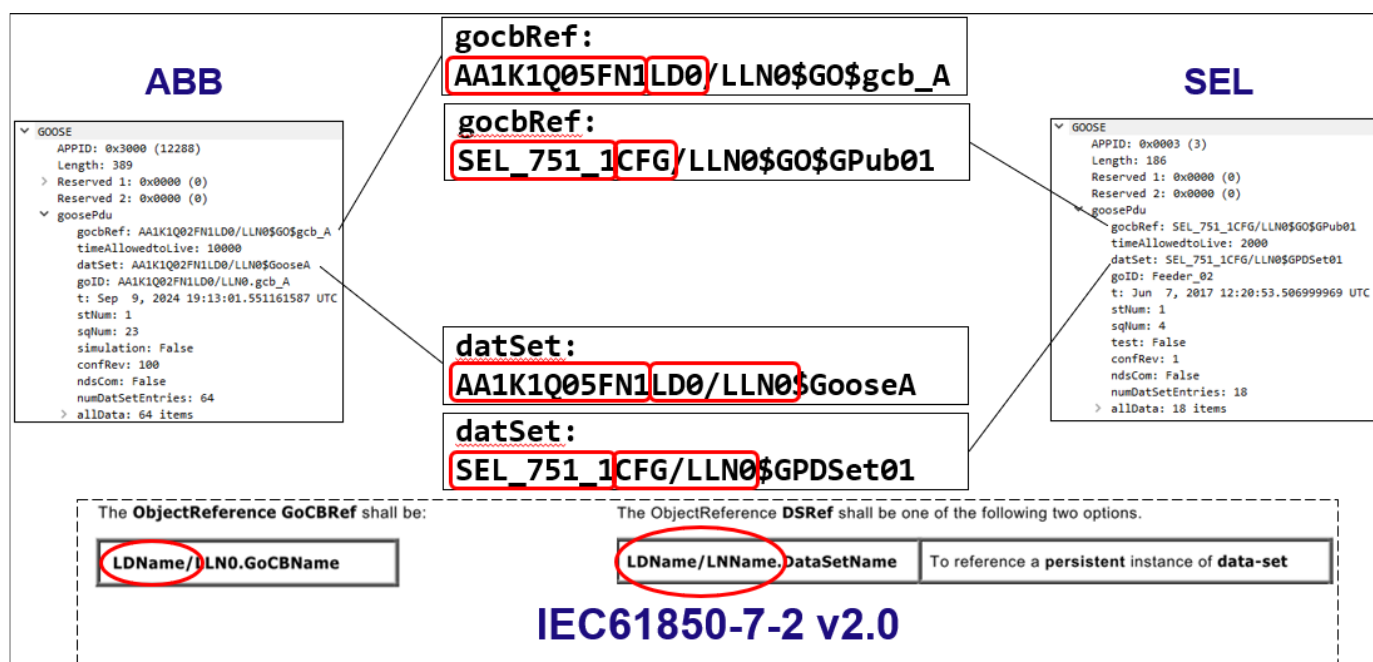 ABB
GOOSE
APPID: 0x3000 (12288)
Length: 389
Reserved 1: 0x0000 (0)
Reserved 2: 0x0000 (0)
goosePdu
gocbRef: AA1K1Q02FN1LD0/LLN0$GO$gcb_A
timeAllowedtoLive: 10000
datSet: AA1K1Q02FN1LD0/LLN0$GooseA
goID: AA1K1Q02FN1LD0/LLN0.gcb_A
t: Sep 9, 2024 19:13:01.551161587 UTC
stNum: 1
sqNum: 23
simulation: False
confRev: 100
ndsCom: False
numDatSetEntries: 64
allData: 64 items
gocbRef:
AA1K1Q05FN1LD0/LLN0$GO$gcb_A
gocbRef:
SEL_751_1CFG/LLN0$GO$GPub01
datSet:
AA1K1Q05FN1LD0/LLN0$GooseA
datSet:
SEL_751_1CFG/LLN0$GPDSet01
SEL
GOOSE
APPID: 0x0003 (3)
Length: 186
Reserved 1: 0x0000 (0)
Reserved 2: 0x0000 (0)
goosePdu
gocbRef: SEL_751_1CFG/LLN0$GO$GPub01
timeAllowedtoLive: 2000
datSet: SEL_751_1CFG/LLN0$GPDSet01
goID: Feeder_02
t: Jun 7, 2017 12:20:53.506999969 UTC
stNum: 1
sqNum: 4
test: False
confRev: 1
ndsCom: False
numDatSetEntries: 18
allData: 18 items
The ObjectReference GoCBRef shall be:
LDName/LLN0.GoCBName
The ObjectReference DSRef shall be one of the following two options.
LDName/LNName.DataSetName
To reference a persistent instance of data-set
IEC61850-7-2 v2.0